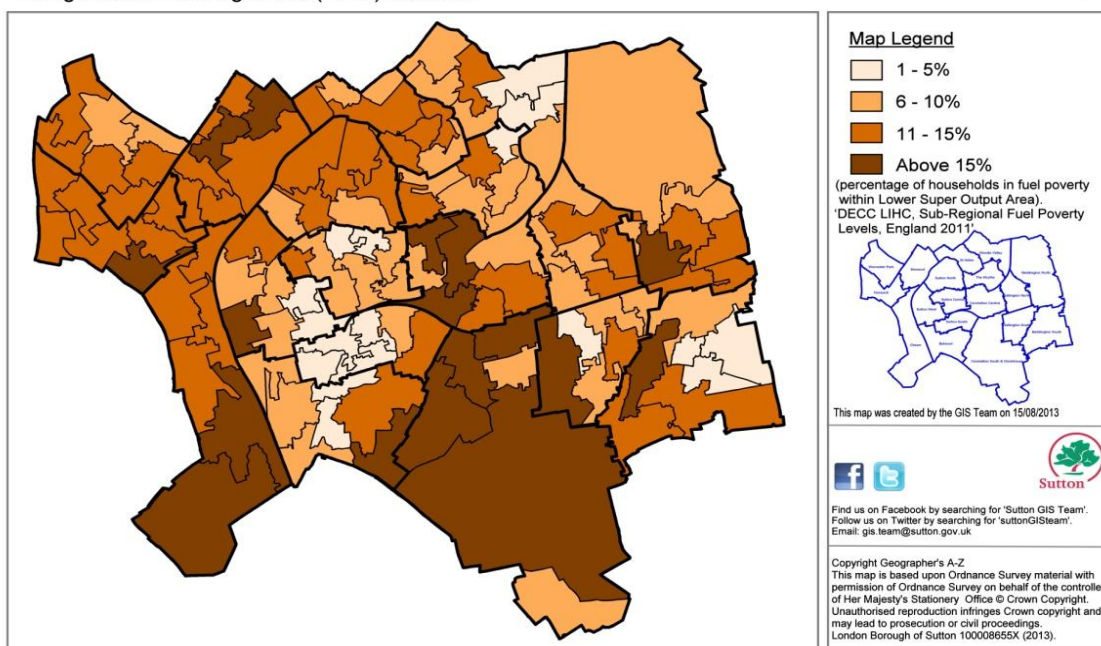 Map Legend
1 - 5%
6 - 10%
11 - 15%
Above 15%
(percentage of households in fuel poverty
within Lower Super Output Area).
'DECC LIHC, Sub-Regional Fuel Poverty
Levels, England 2011'
This map was created by the GIS Team on 15/08/2013
Sutton
Find us on Facebook by searching for 'Sutton GIS Team'.
Follow us on Twitter by searching for 'suttonGISteam'.
Email: gis.team@sutton.gov.uk
Copyright Geographer's A-Z
This map is based upon Ordnance Survey material with
permission of Ordnance Survey on behalf of the controlle
of Her Majesty's Stationery Office © Crown Copyright.
Unauthorised reproduction infringes Crown copyright and
may lead to prosecution or civil proceedings.
London Borough of Sutton 100008655X (2013).